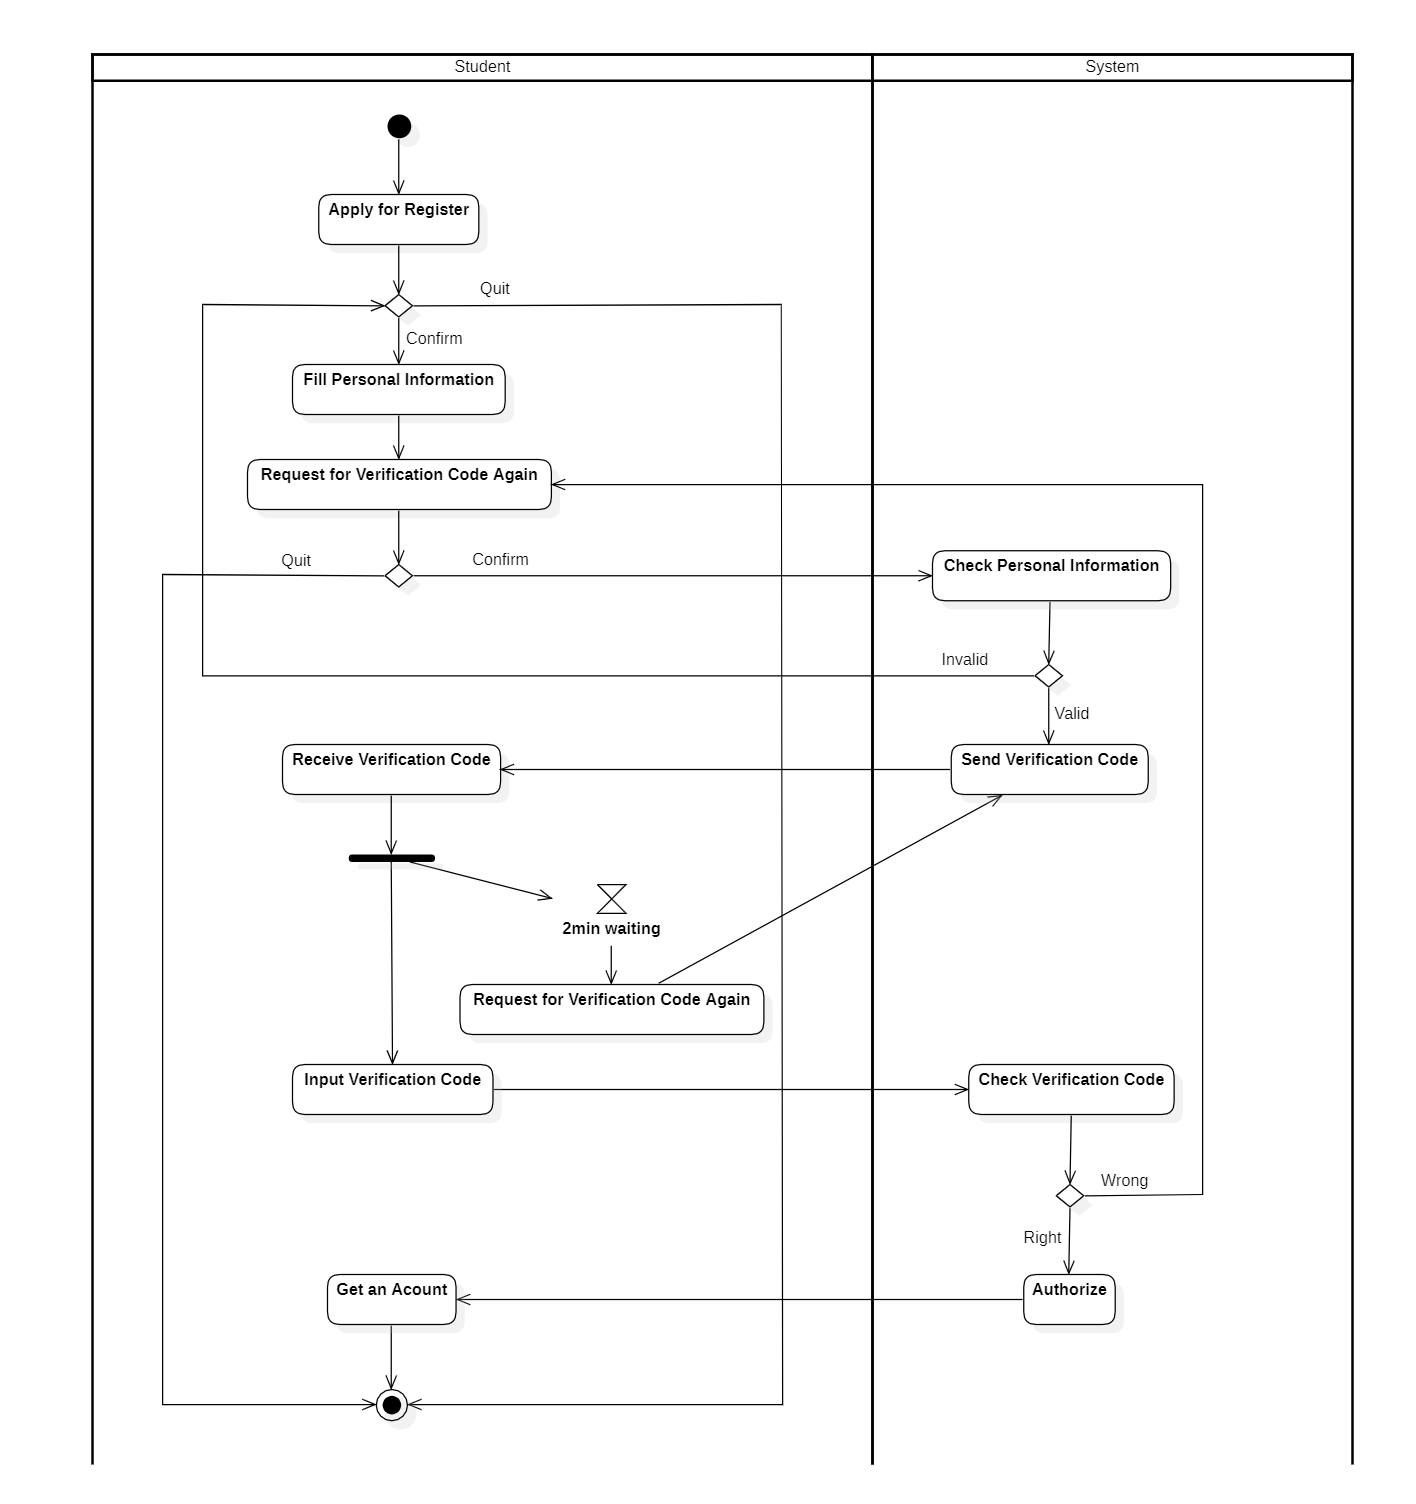 Student
System
Apply for Register
Quit
Confirm
Fill Personal Information
Request for Verification Code Again
Quit
Confirm
Check Personal Information
Invalid
Valid
Receive Verification Code
Send Verification Code
2min waiting
Request for Verification Code Again
Input Verification Code
Check Verification Code
Wrong
Right
Get an Acount
Authorize